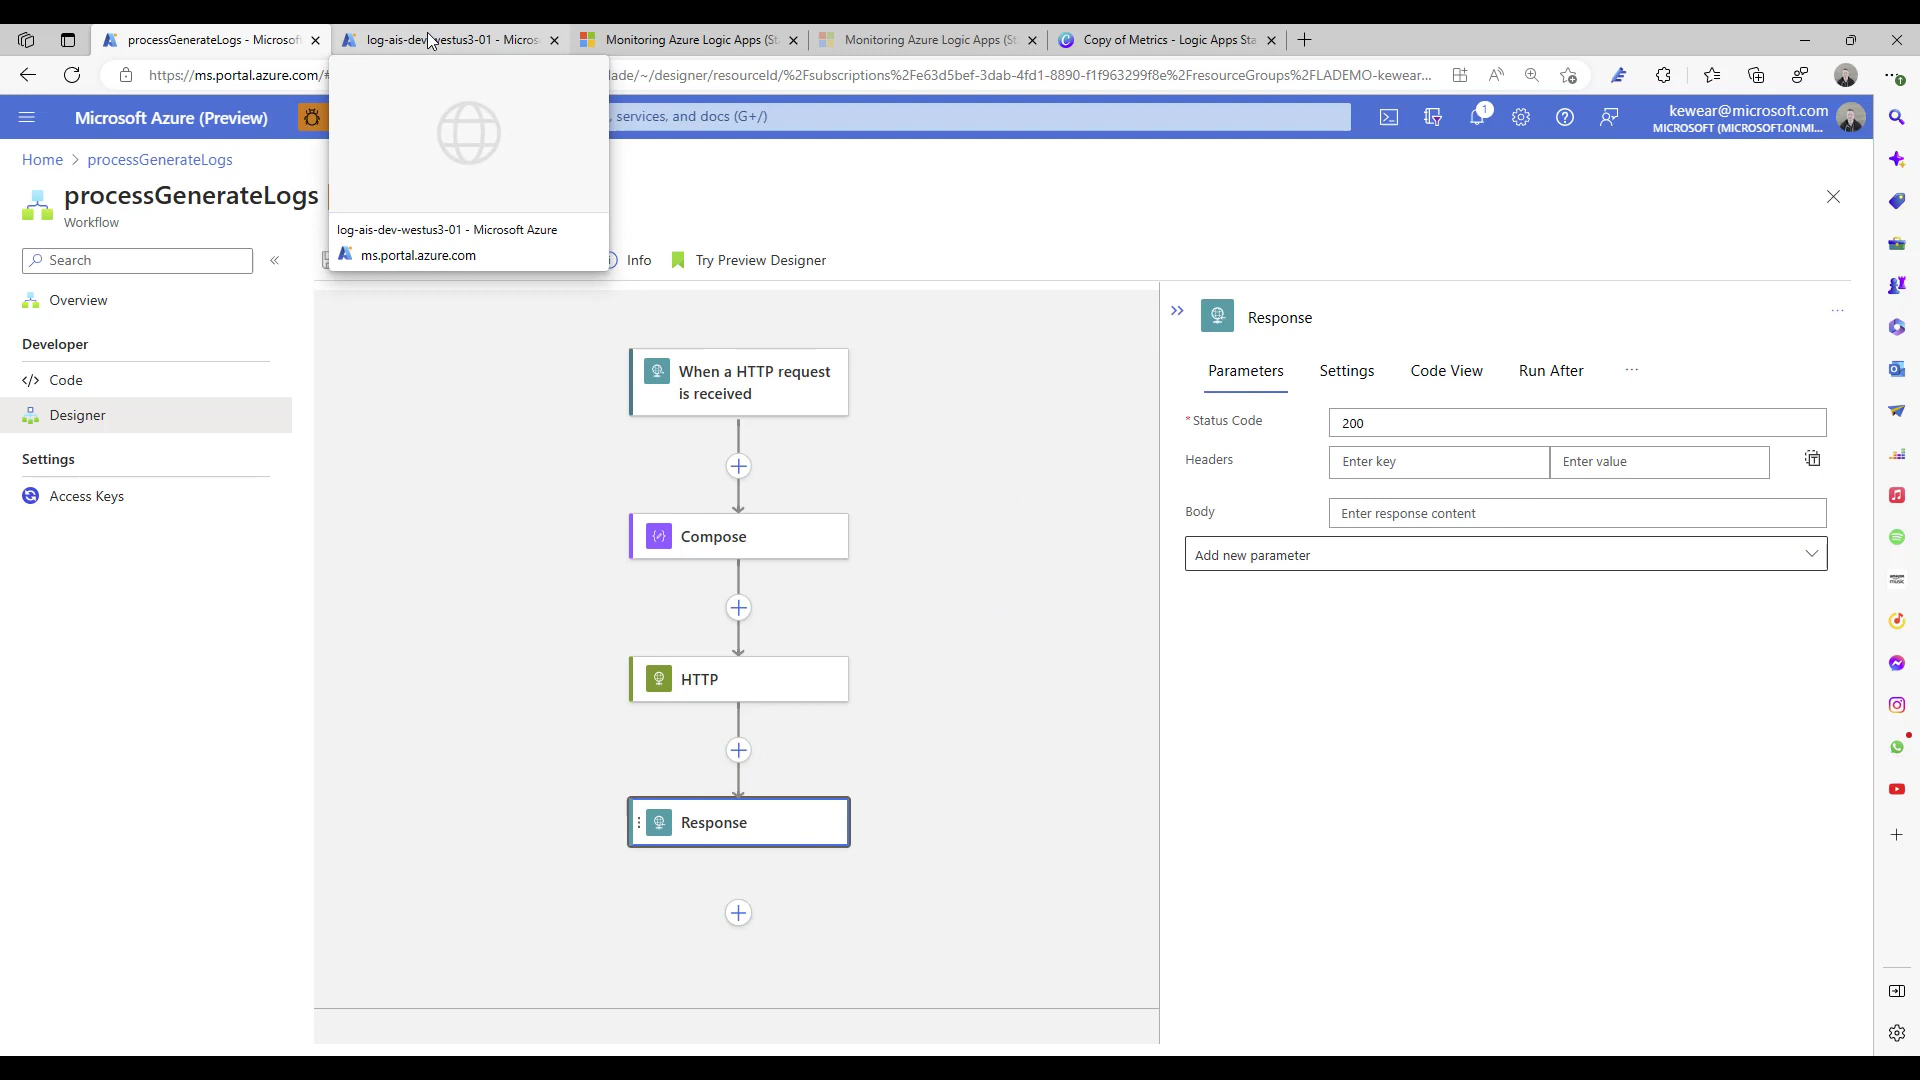 processGenerateLogs - Microsoft
log-ais-dev-westus3-01 - Micros
Monitoring Azure Logic Apps (St
Monitoring Azure Logic Apps (St
Copy of Metrics - Logic Apps Sta
https://ms.portal.azure.com/#
lade/~/designer/resourceId/%2Fsubscriptions%2Fe63d5bef-3dab-4fd1-8890-f1f963299f8e%2FresourceGroups%2FLADEMO-kewear...
Microsoft Azure (Preview)
, services, and docs (G+/)
1
kewear@microsoft.com
MICROSOFT (MICROSOFT.ONMI...
Home > processGenerateLogs
processGenerateLogs
Workflow
log-ais-dev-westus3-01 - Microsoft Azure
ms.portal.azure.com
Search
Info
Try Preview Designer
Overview
Developer
Code
Designer
Settings
Access Keys
When a HTTP request
is received
Compose
HTTP
Response
Response
Parameters
Settings
Code View
Run After
* Status Code
200
Headers
Enter key
Enter value
Body
Enter response content
Add new parameter